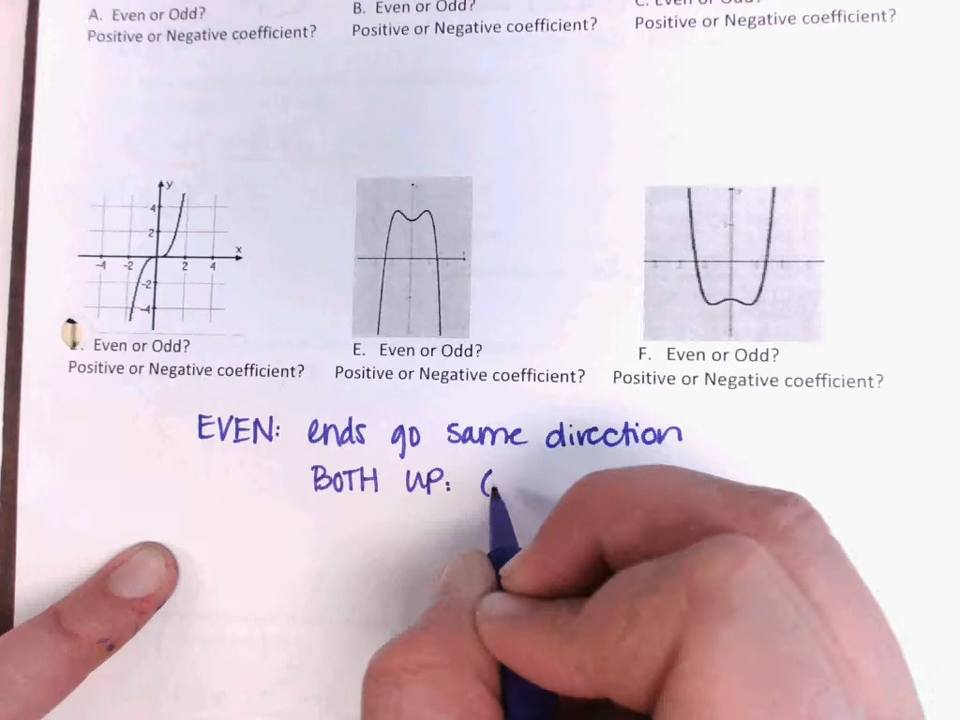 A. Even or Odd?
Positive or Negative coefficient?
B. Even or Odd?
Positive or Negative coefficient?
Positive or Negative coefficient?
y
4
2
x
-4 -2 2 4
-2
-4
Even or Odd?
Positive or Negative coefficient?
E. Even or Odd?
Positive or Negative coefficient?
F. Even or Odd?
Positive or Negative coefficient?
EVEN: ends go same direction
BOTH UP: (